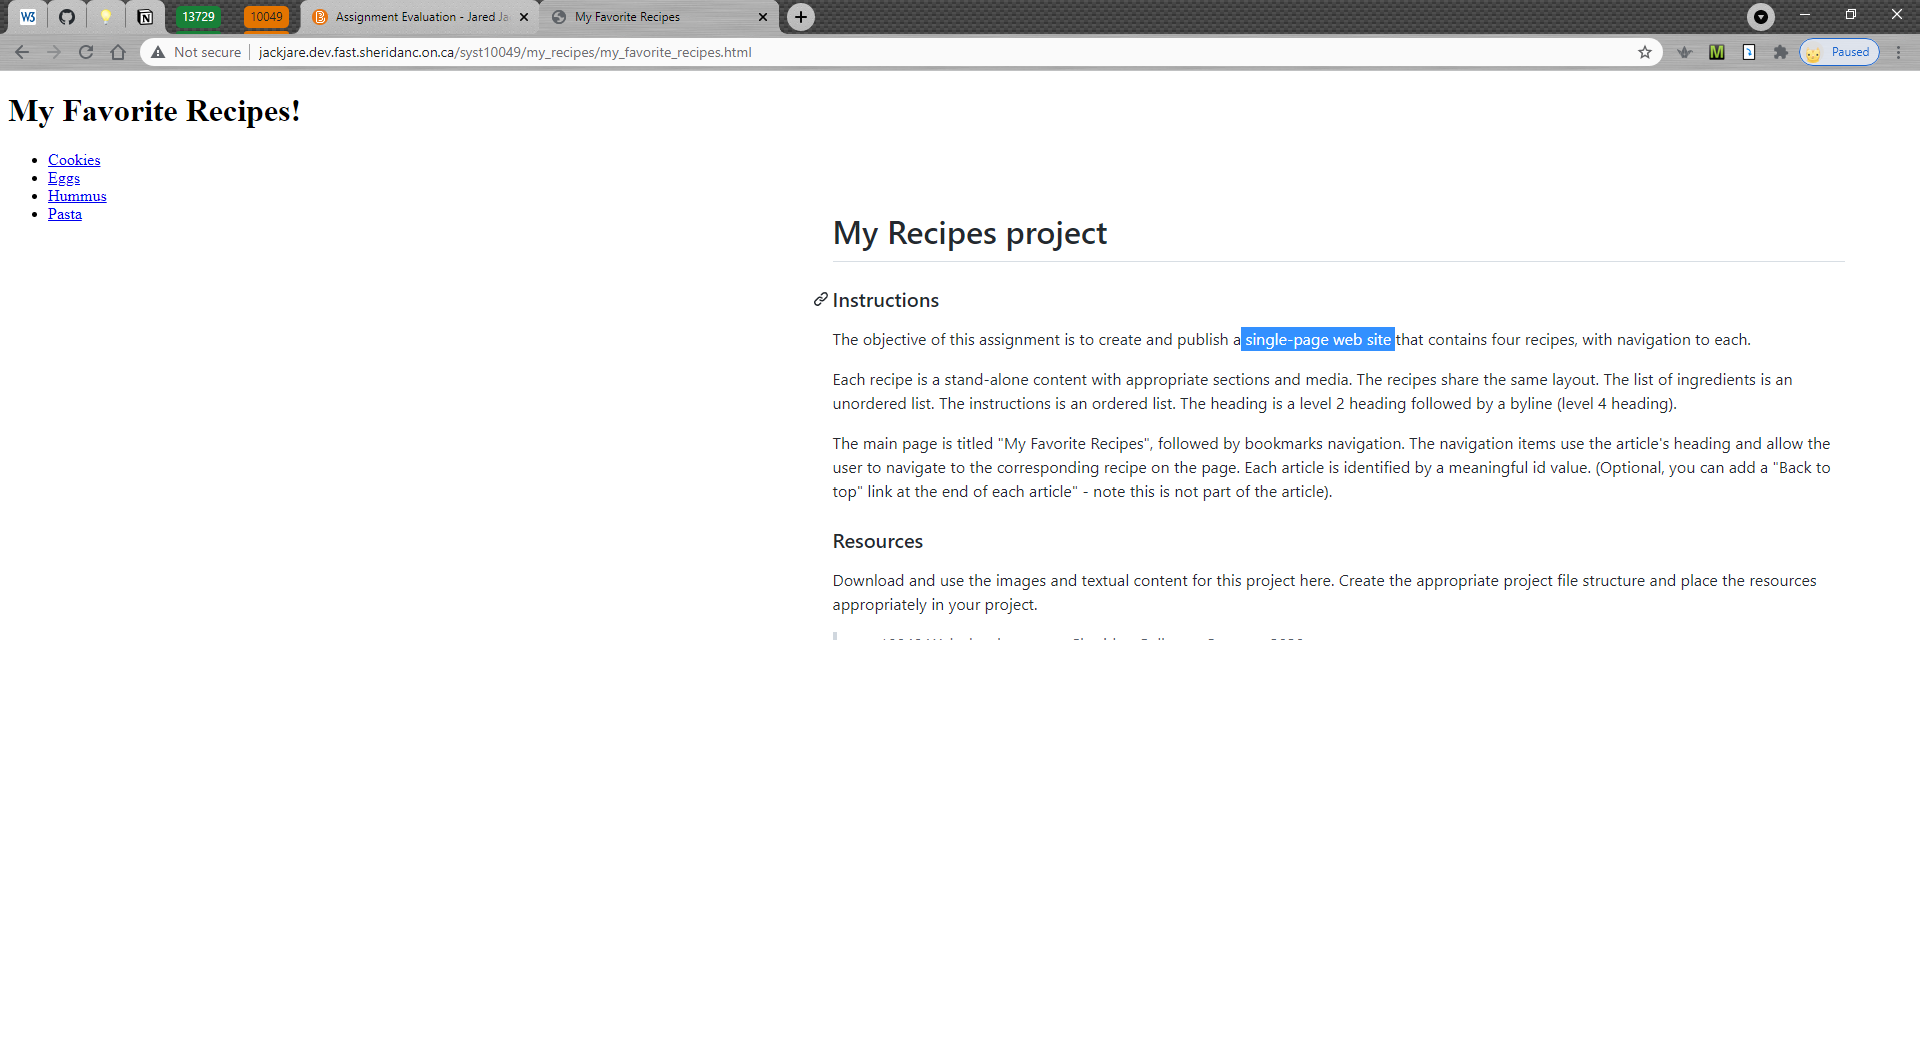 W3
13729
10049
Assignment Evaluation - Jared Ja
My Favorite Recipes
Not secure
jackjare.dev.fast.sheridanc.on.ca/syst10049/my_recipes/my_favorite_recipes.html
Paused
My Favorite Recipes!
Cookies
Eggs
Hummus
Pasta
My Recipes project
Instructions
The objective of this assignment is to create and publish a single-page web site that contains four recipes, with navigation to each.
Each recipe is a stand-alone content with appropriate sections and media. The recipes share the same layout. The list of ingredients is an
unordered list. The instructions is an ordered list. The heading is a level 2 heading followed by a byline (level 4 heading).
The main page is titled "My Favorite Recipes", followed by bookmarks navigation. The navigation items use the article's heading and allow the
user to navigate to the corresponding recipe on the page. Each article is identified by a meaningful id value. (Optional, you can add a "Back to
top" link at the end of each article" - note this is not part of the article).
Resources
Download and use the images and textual content for this project here. Create the appropriate project file structure and place the resources
appropriately in your project.